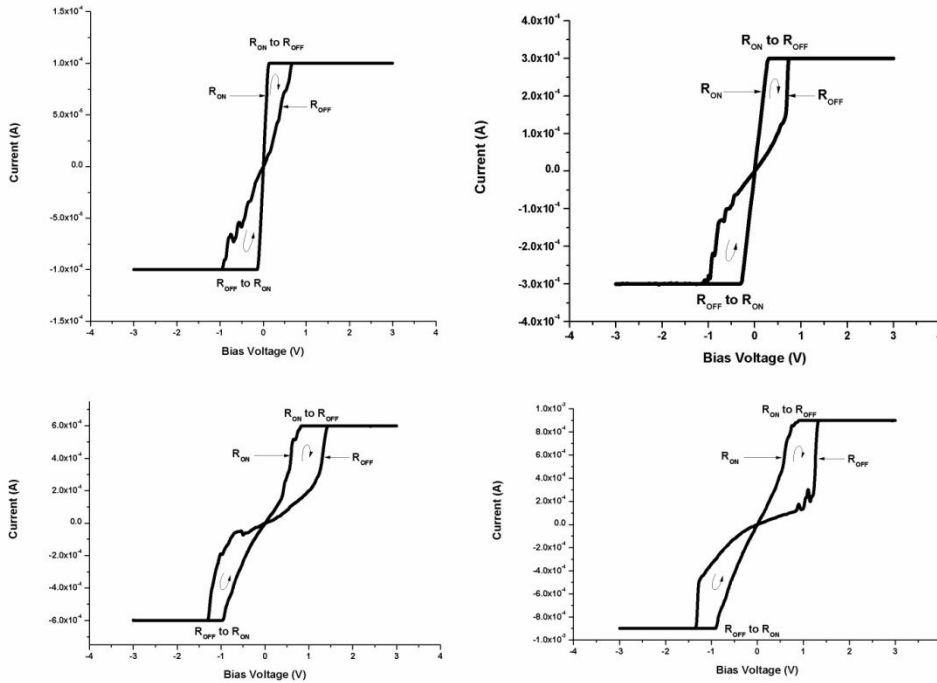 R_ON to R_OFF
1.5x10⁻⁴
1.0x10⁻⁴
5.0x10⁻⁵
0.0
-5.0x10⁻⁵
-1.0x10⁻⁴
-1.5x10⁻⁴
Current (A)
R_ON
R_OFF
R_OFF to R_ON
-4 -3 -2 -1 0 1 2 3 4
Bias Voltage (V)
R_ON to R_OFF
4.0x10⁻⁴
3.0x10⁻⁴
2.0x10⁻⁴
1.0x10⁻⁴
0.0
-1.0x10⁻⁴
-2.0x10⁻⁴
-3.0x10⁻⁴
-4.0x10⁻⁴
Current (A)
R_ON
R_OFF
R_OFF to R_ON
-4 -3 -2 -1 0 1 2 3
Bias Voltage (V)
R_ON to R_OFF
6.0x10⁻⁴
4.0x10⁻⁴
2.0x10⁻⁴
0.0
-2.0x10⁻⁴
-4.0x10⁻⁴
-6.0x10⁻⁴
Current (A)
R_ON
R_OFF
R_OFF to R_ON
-4 -3 -2 -1 0 1 2 3 4
Bias Voltage (V)
R_ON to R_OFF
1.0x10⁻³
8.0x10⁻⁴
6.0x10⁻⁴
4.0x10⁻⁴
2.0x10⁻⁴
0.0
-2.0x10⁻⁴
-4.0x10⁻⁴
-6.0x10⁻⁴
-8.0x10⁻⁴
-1.0x10⁻³
Current (A)
R_ON
R_OFF
R_OFF to R_ON
-4 -3 -2 -1 0 1 2 3
Bias Voltage (V)